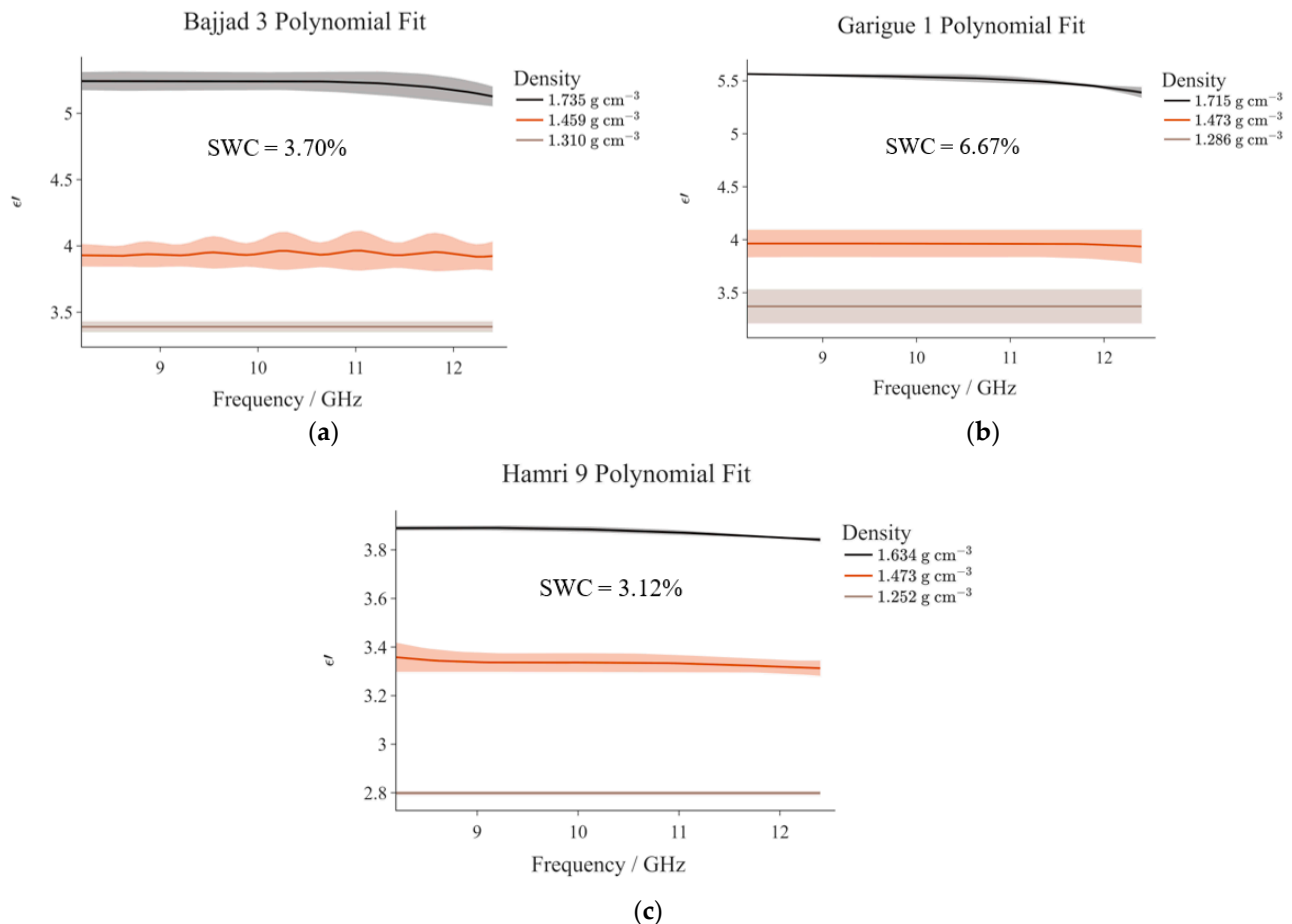 Bajjad 3 Polynomial Fit
Density
1.735 g cm⁻³
1.459 g cm⁻³
1.310 g cm⁻³
SWC = 3.70%
5
4.5
4
3.5
ϵ′
9 10 11 12
Frequency / GHz
(a)
Garigue 1 Polynomial Fit
Density
1.715 g cm⁻³
1.473 g cm⁻³
1.286 g cm⁻³
SWC = 6.67%
5.5
5
4.5
4
3.5
ϵ′
9 10 11 12
Frequency / GHz
(b)
Hamri 9 Polynomial Fit
Density
1.634 g cm⁻³
1.473 g cm⁻³
1.252 g cm⁻³
SWC = 3.12%
3.8
3.6
3.4
3.2
3
2.8
ϵ′
9 10 11 12
Frequency / GHz
(c)